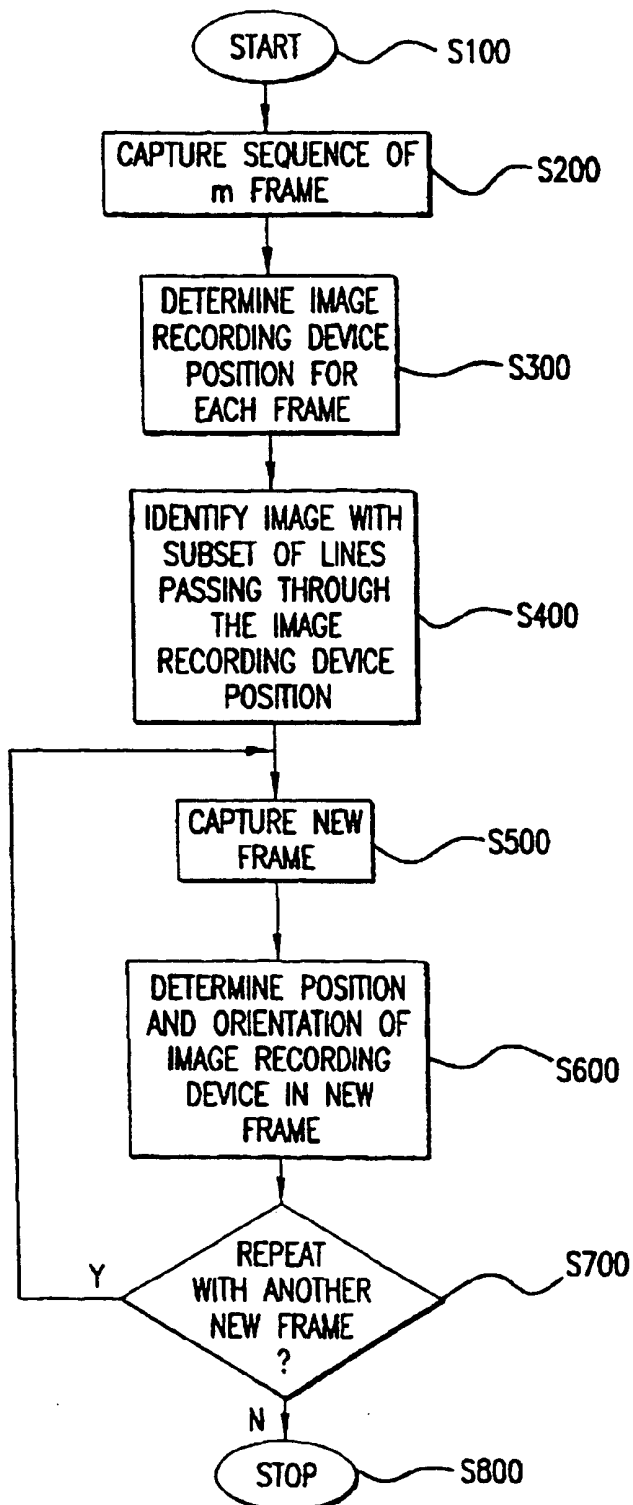 START
S100
CAPTURE SEQUENCE OF
m FRAME
S200
DETERMINE IMAGE
RECORDING DEVICE
POSITION FOR
EACH FRAME
S300
IDENTIFY IMAGE WITH
SUBSET OF LINES
PASSING THROUGH
THE IMAGE
RECORDING DEVICE
POSITION
S400
CAPTURE NEW
FRAME
S500
DETERMINE POSITION
AND ORIENTATION OF
IMAGE RECORDING
DEVICE IN NEW
FRAME
S600
REPEAT
WITH ANOTHER
NEW FRAME
?
S700
Y
N
STOP
S800